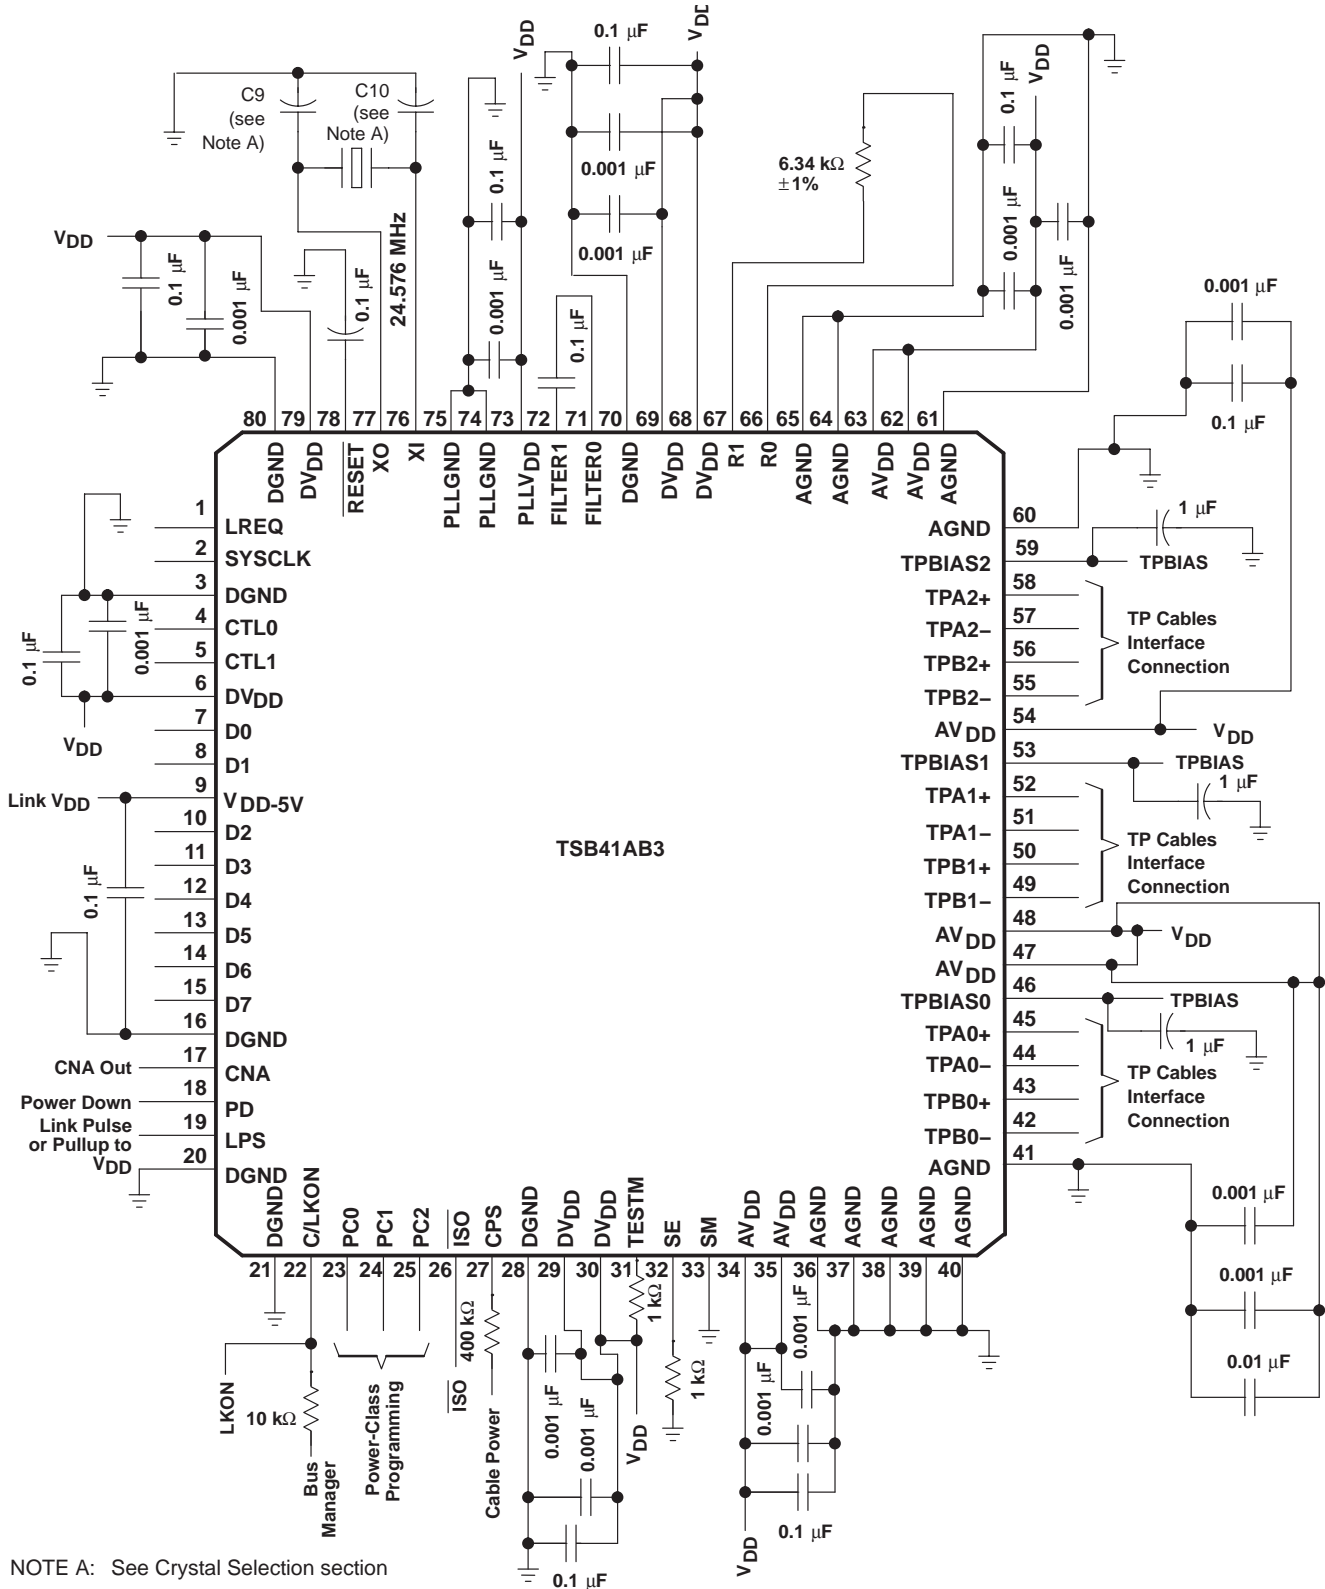 0.1 µF
VDD
VDD
C9
(see
Note A)
C10
(see
Note A)
24.576 MHz
0.1 µF
0.001 µF
0.1 µF
0.001 µF
0.001 µF
6.34 kΩ
±1%
0.1 µF
VDD
0.001 µF
0.001 µF
VDD
0.1 µF
0.001 µF
0.1 µF
0.001 µF
0.1 µF
80 79 78 77 76 75 74 73 72 71 70 69 68 67 66 65 64 63 62 61
DGND
DVDD
RESET
XO
XI
PLLGND
PLLGND
PLLVDD
FILTER1
FILTER0
DGND
DVDD
DVDD
R1
R0
AGND
AGND
AVDD
AVDD
AGND
1 LREQ
2 SYSCLK
3 DGND
4 CTL0
5 CTL1
6 DVDD
7 D0
8 D1
9 VDD-5V
10 D2
11 D3
12 D4
13 D5
14 D6
15 D7
16 DGND
17 CNA
18 PD
19 LPS
20 DGND
0.1 µF
0.001 µF
VDD
Link VDD
0.1 µF
CNA Out
Power Down
Link Pulse
or Pullup to
VDD
TSB41AB3
AGND 60
TPBIAS2 59
TPA2+ 58
TPA2− 57
TPB2+ 56
TPB2− 55
AVDD 54
TPBIAS1 53
TPA1+ 52
TPA1− 51
TPB1+ 50
TPB1− 49
AVDD 48
AVDD 47
TPBIAS0 46
TPA0+ 45
TPA0− 44
TPB0+ 43
TPB0− 42
AGND 41
1 µF
TPBIAS
TP Cables
Interface
Connection
VDD
TPBIAS
1 µF
TP Cables
Interface
Connection
VDD
TPBIAS
1 µF
TP Cables
Interface
Connection
0.001 µF
0.001 µF
0.01 µF
DGND
C/LKON
PC0
PC1
PC2
ISO
CPS
DGND
DVDD
DVDD
TESTM
SE
SM
AVDD
AVDD
AGND
AGND
AGND
AGND
AGND
21 22 23 24 25 26 27 28 29 30 31 32 33 34 35 36 37 38 39 40
LKON
10 kΩ
Bus
Manager
Power-Class
Programming
ISO
400 kΩ
Cable Power
0.001 µF
0.001 µF
0.1 µF
1 kΩ
VDD
1 kΩ
0.001 µF
0.001 µF
VDD
0.1 µF
NOTE A: See Crystal Selection section